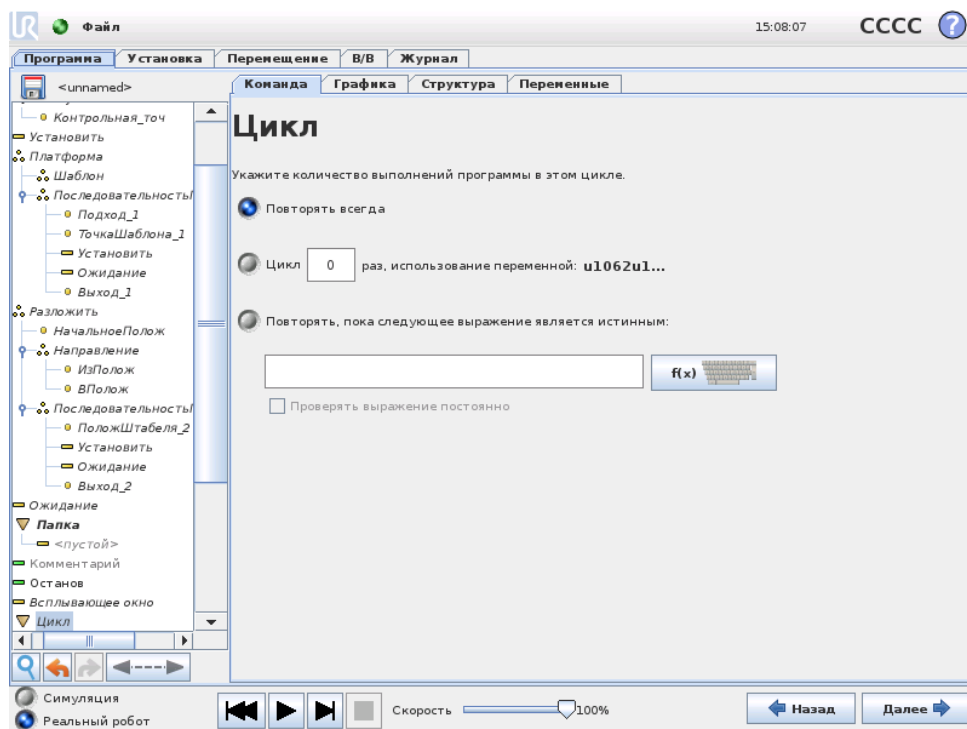 Файл
15:08:07
CCCC
?
Программа
Установка
Перемещение
В/В
Журнал
<unnamed>
Команда
Графика
Структура
Переменные
Контрольная_точ
Установить
Платформа
Шаблон
Последовательность
Подход_1
ТочкаШаблона_1
Установить
Ожидание
Выход_1
Разложить
НачальноеПолож
Направление
ИзПолож
ВПолож
Последовательность
ПоложШтабеля_2
Установить
Ожидание
Выход_2
Ожидание
Папка
<пустой>
Комментарий
Останов
Всплывающее окно
Цикл
Цикл
Укажите количество выполнений программы в этом цикле.
Повторять всегда
Цикл 0 раз, использование переменной: u1062u1...
Повторять, пока следующее выражение является истинным:
f(x)
Проверять выражение постоянно
Симуляция
Реальный робот
Скорость
100%
Назад
Далее